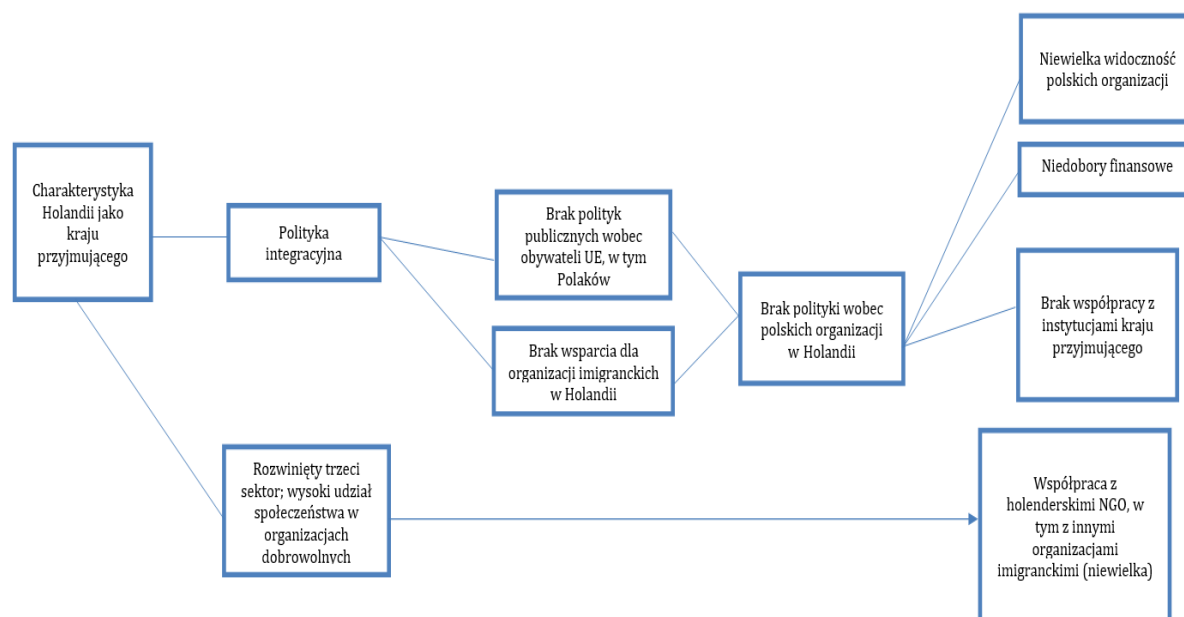 Charakterystyka
Holandii jako
kraju
przyjmującego
Polityka
integracyjna
Brak polityk
publicznych wobec
obywateli UE, w tym
Polaków
Brak wsparcia dla
organizacji imigranckich
w Holandii
Brak polityki wobec
polskich organizacji
w Holandii
Niewielka widoczność
polskich organizacji
Niedobory finansowe
Brak współpracy z
instytucjami kraju
przyjmującego
Rozwinięty trzeci
sektor; wysoki udział
społeczeństwa w
organizacjach
dobrowolnych
Współpraca z
holenderskimi NGO, w
tym z innymi
organizacjami
imigranckimi (niewielka)